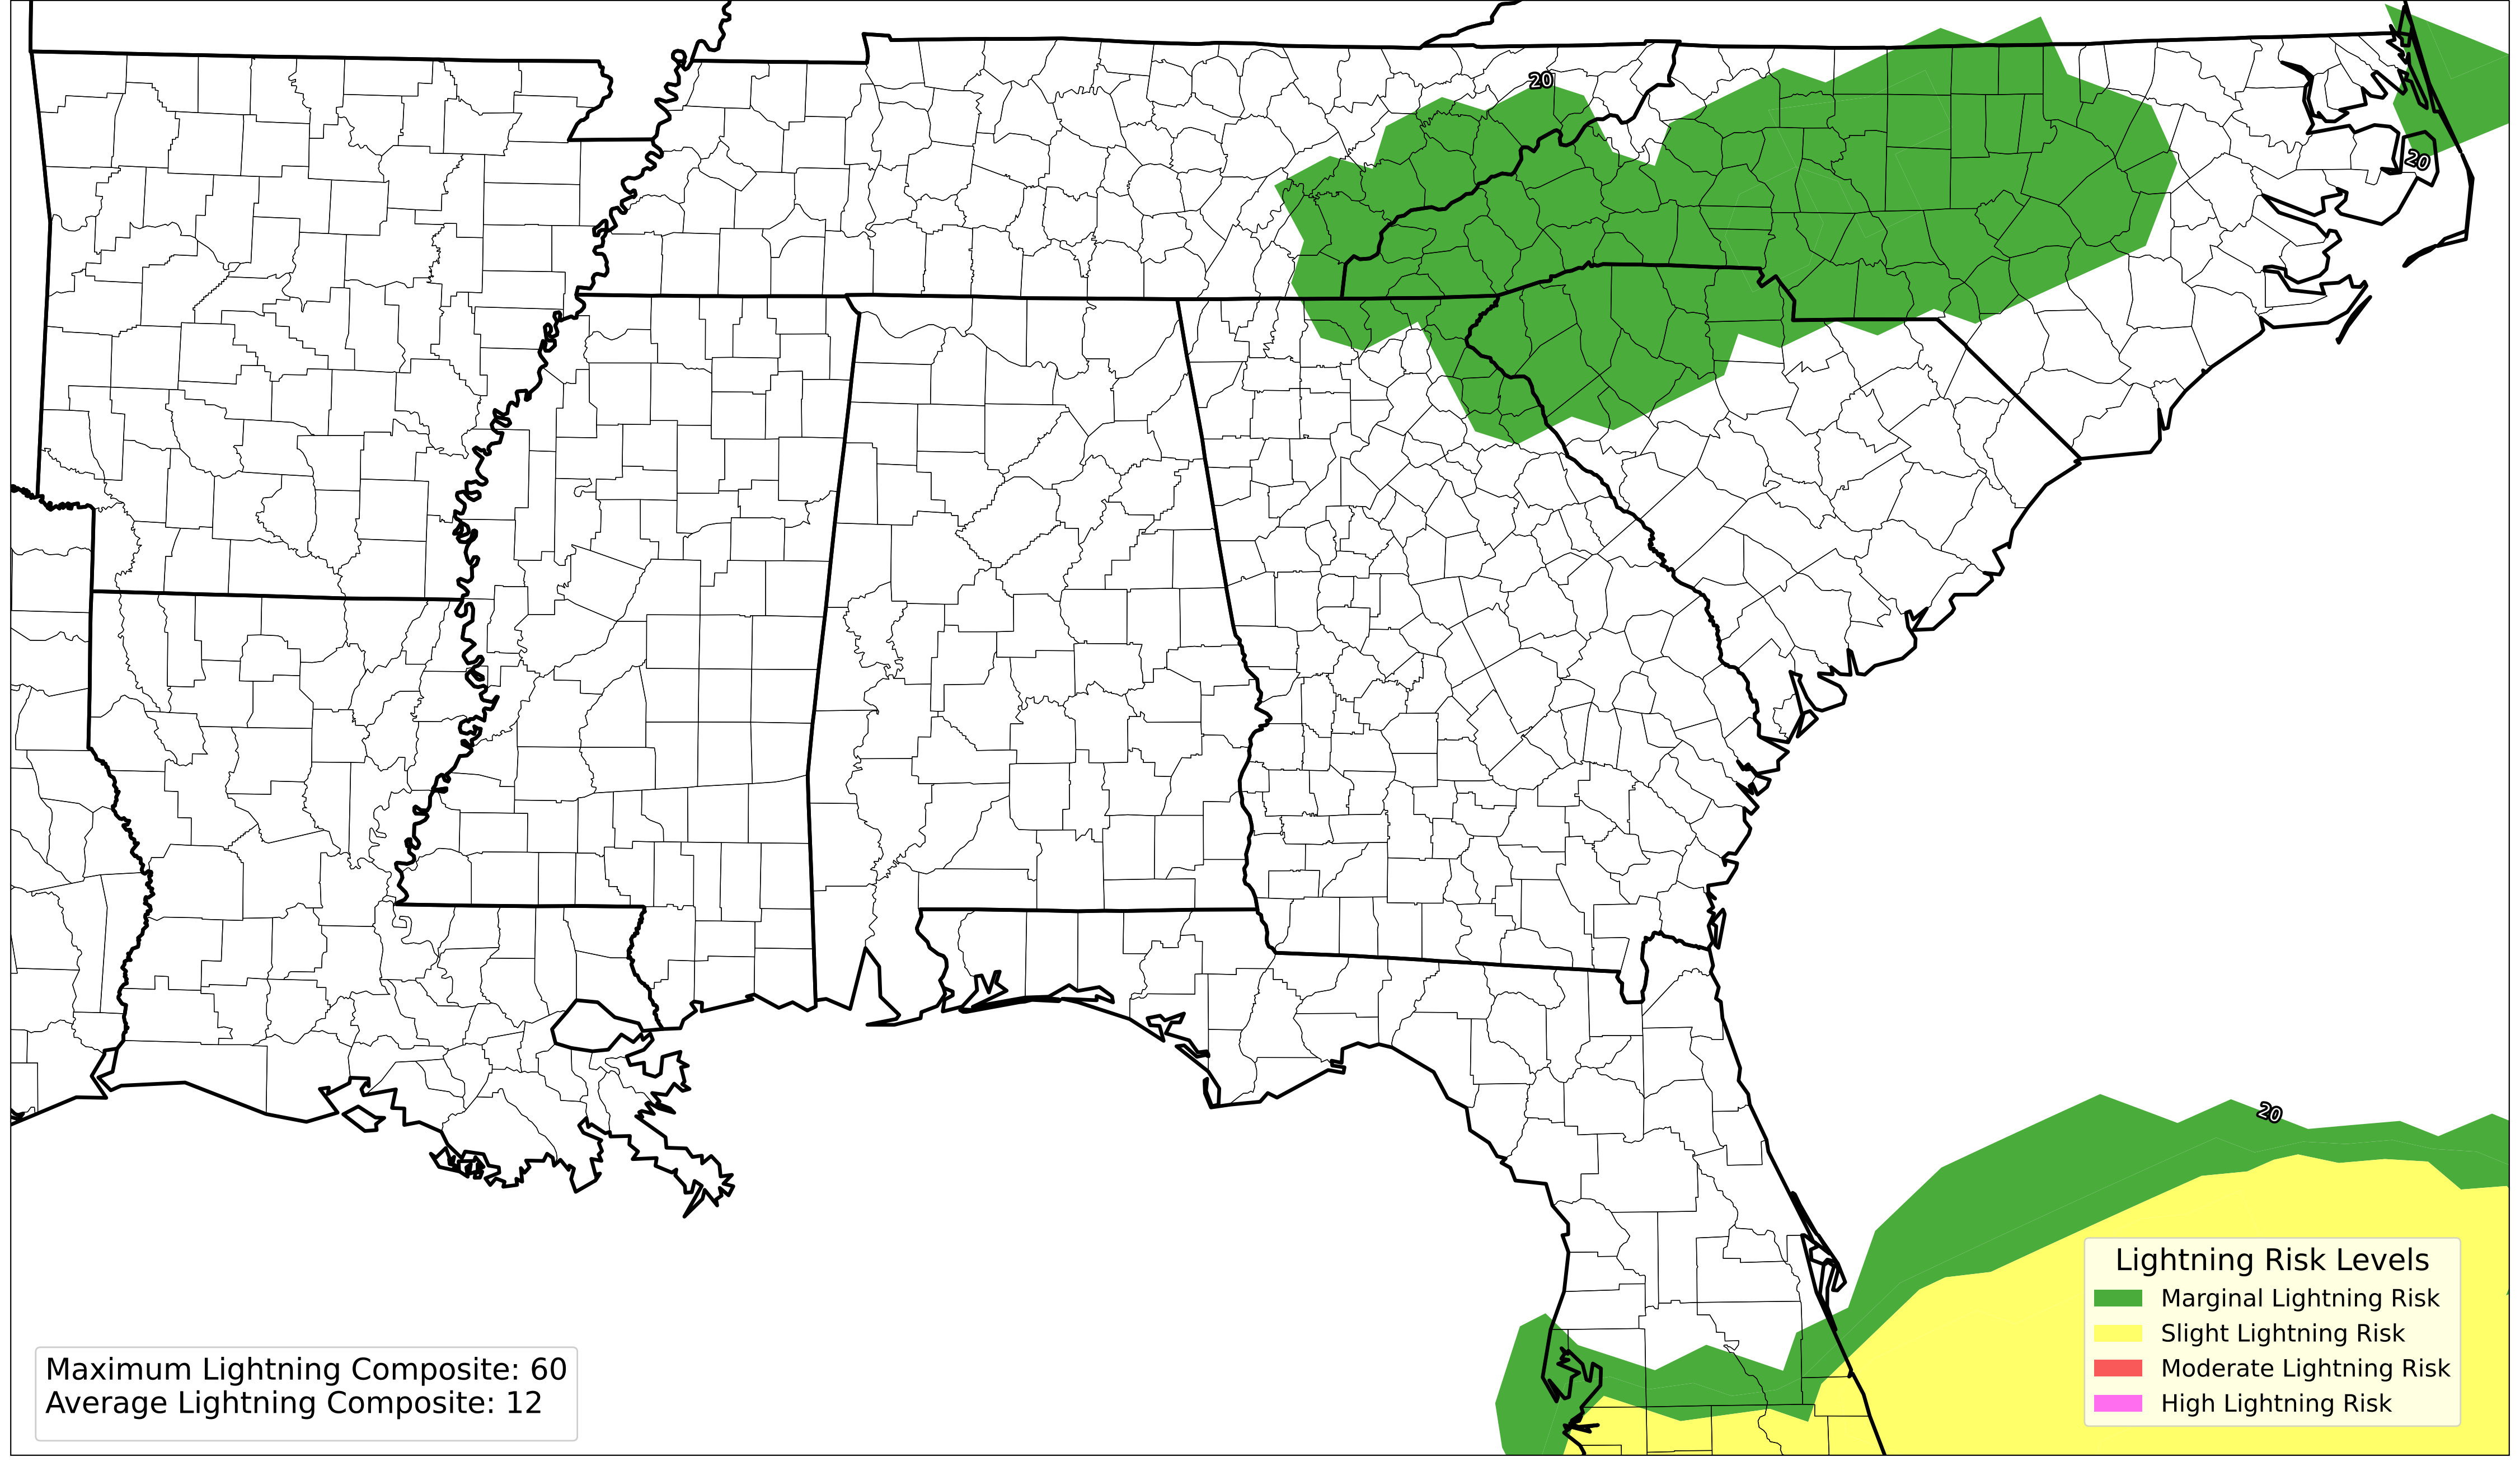 20
20
20
Lightning Risk Levels
Marginal Lightning Risk
Slight Lightning Risk
Moderate Lightning Risk
High Lightning Risk
Maximum Lightning Composite: 60
Average Lightning Composite: 12